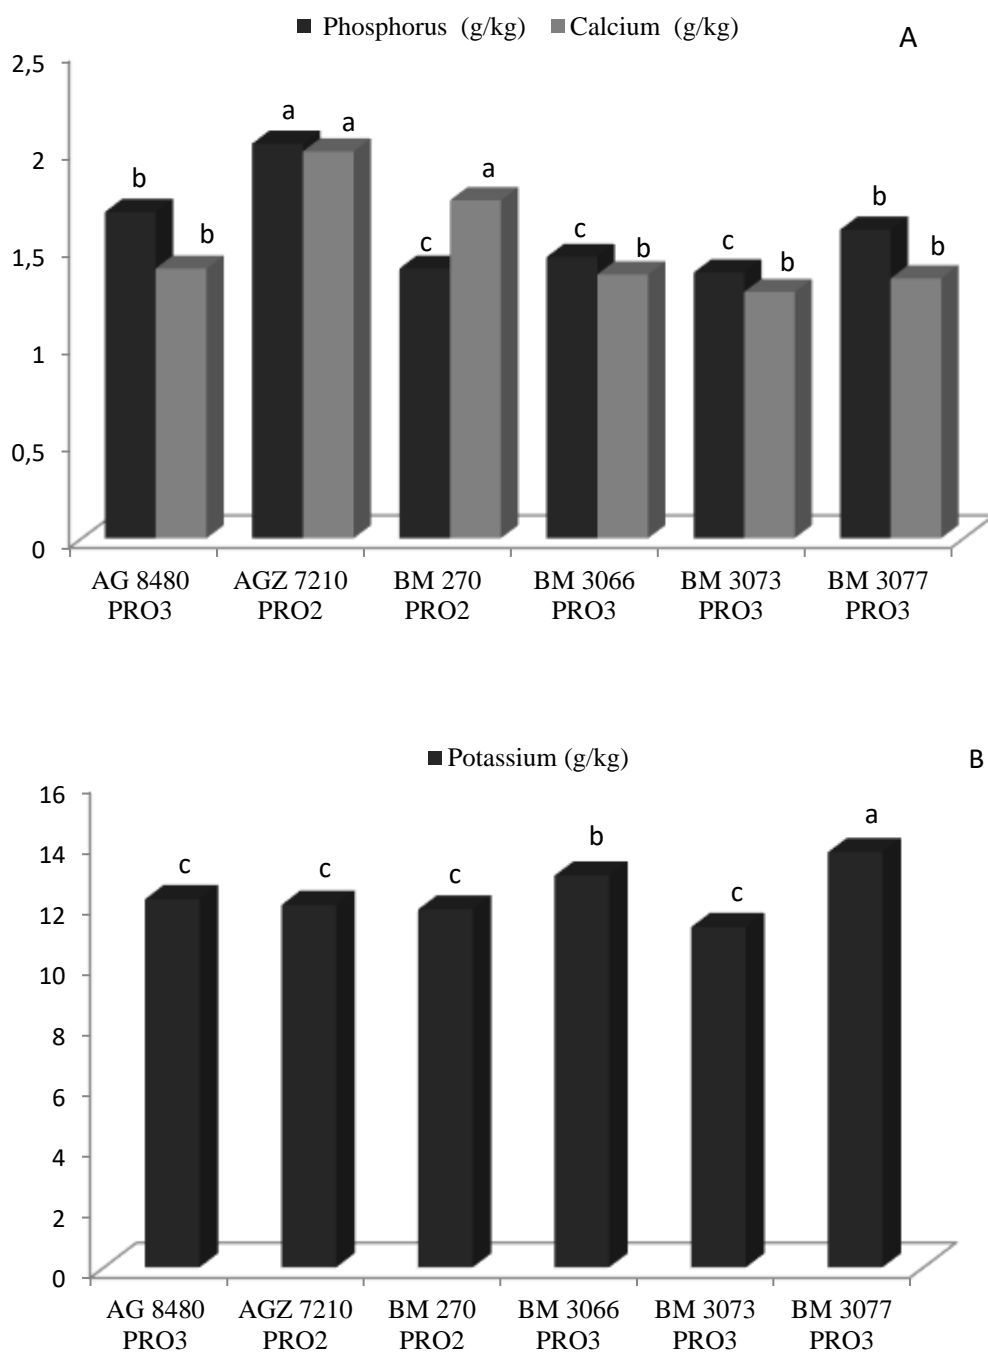 Phosphorus (g/kg) Calcium (g/kg)
A
2,5
2
1,5
1
0,5
0
b
b
a
a
c
a
c
b
c
b
b
b
AG 8480 AGZ 7210 BM 270 BM 3066 BM 3073 BM 3077
PRO3 PRO2 PRO2 PRO3 PRO3 PRO3
Potassium (g/kg)
B
16
14
12
10
8
6
4
2
0
c
c
c
b
c
a
AG 8480 AGZ 7210 BM 270 BM 3066 BM 3073 BM 3077
PRO3 PRO2 PRO2 PRO3 PRO3 PRO3